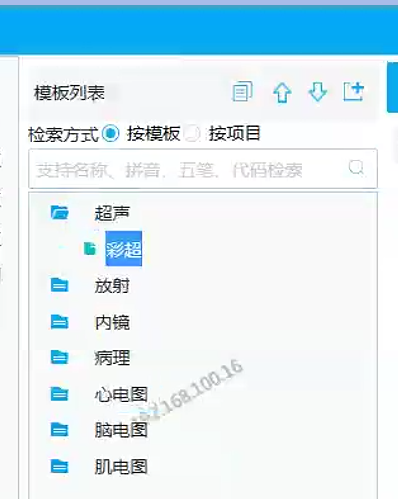 模板列表
检索方式 按模板 按项目
支持名称、拼音、五笔、代码检索
超声
彩超
放射
内镜
病理
心电图
192.168.100.16
脑电图
肌电图